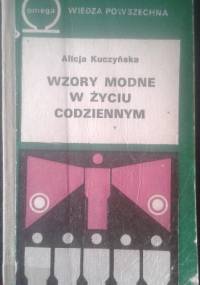 omega
WIEDZA POWSZECHNA
Alicja Kuczyńska
WZORY MODNE
W ŻYCIU
CODZIENNYM